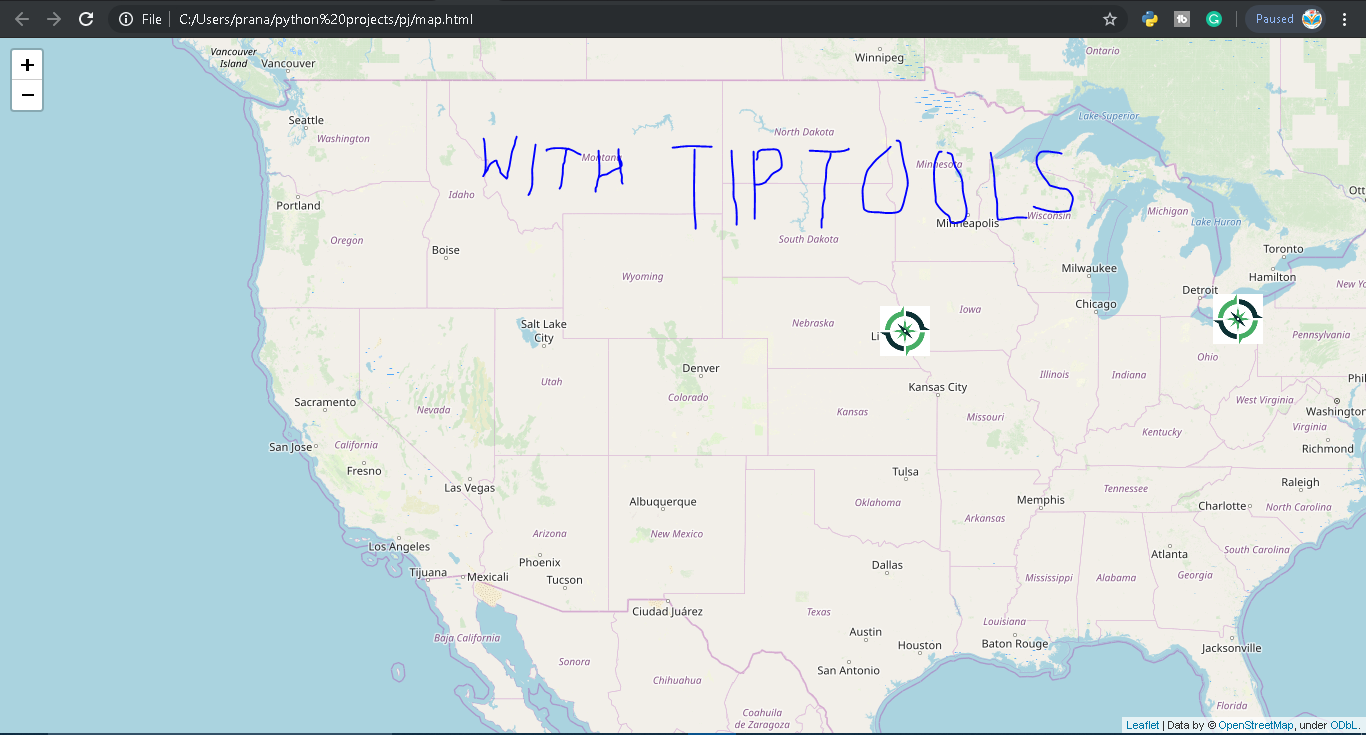 File | C:/Users/prana/python%20projects/pj/map.html
Paused
+
−
Vancouver
Island
Vancouver
Winnipeg
Ontario
Seattle
Washington
North Dakota
Lake Superior
WITH TIPTOOLS
Montana
Minnesota
Idaho
Portland
Ott
Michigan
Wisconsin
Lake Huron
Minneapolis
Oregon
Boise
South Dakota
Toronto
Wyoming
Milwaukee
Hamilton
New Yo
Detroit
Chicago
Iowa
Nebraska
Salt Lake
City
Li
Pennsylvania
Ohio
Denver
Utah
Illinois
Indiana
Phil
Kansas City
Colorado
Sacramento
Nevada
Kansas
Missouri
West Virginia
Washington
San Jose
California
Kentucky
Virginia
Richmond
Fresno
Las Vegas
Tulsa
Raleigh
Albuquerque
Oklahoma
Memphis
Tennessee
Charlotte
North Carolina
Arizona
New Mexico
Arkansas
Los Angeles
South Carolina
Atlanta
Phoenix
Dallas
Tijuana
Mexicali
Tucson
Mississippi
Alabama
Georgia
Ciudad Juárez
Texas
Louisiana
Austin
Baja California
Houston
Baton Rouge
Jacksonville
Sonora
San Antonio
Chihuahua
Florida
Coahuila
de Zaragoza
Leaflet | Data by © OpenStreetMap, under ODbL.